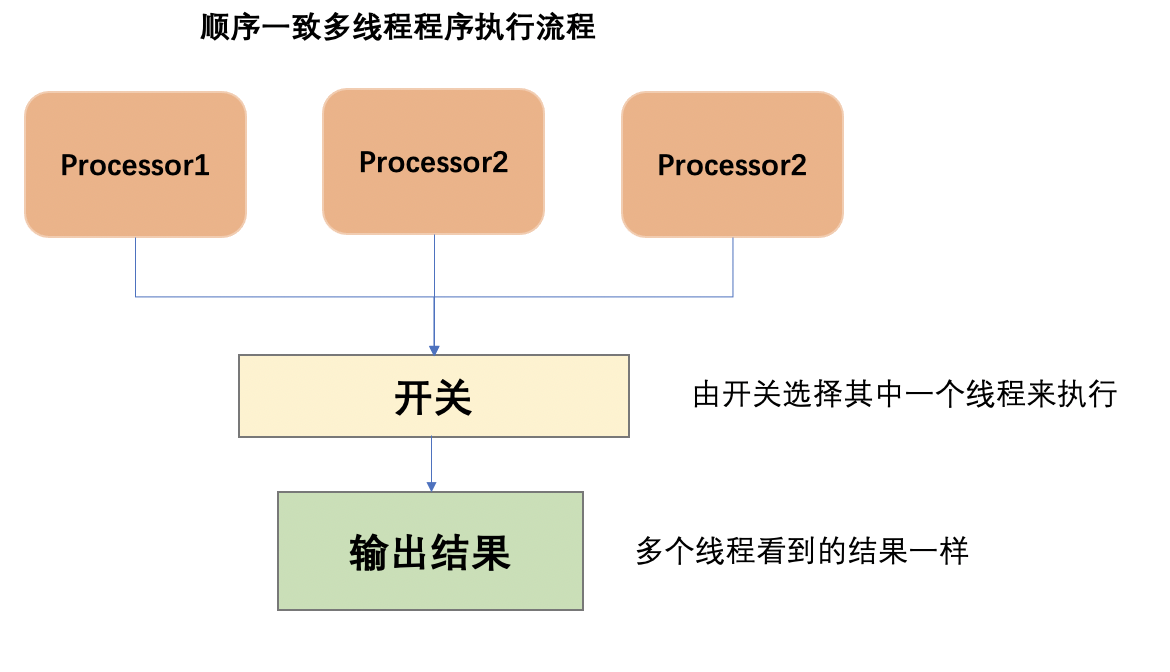 顺序一致多线程程序执行流程
Processor1
Processor2
Processor2
开关
由开关选择其中一个线程来执行
输出结果
多个线程看到的结果一样